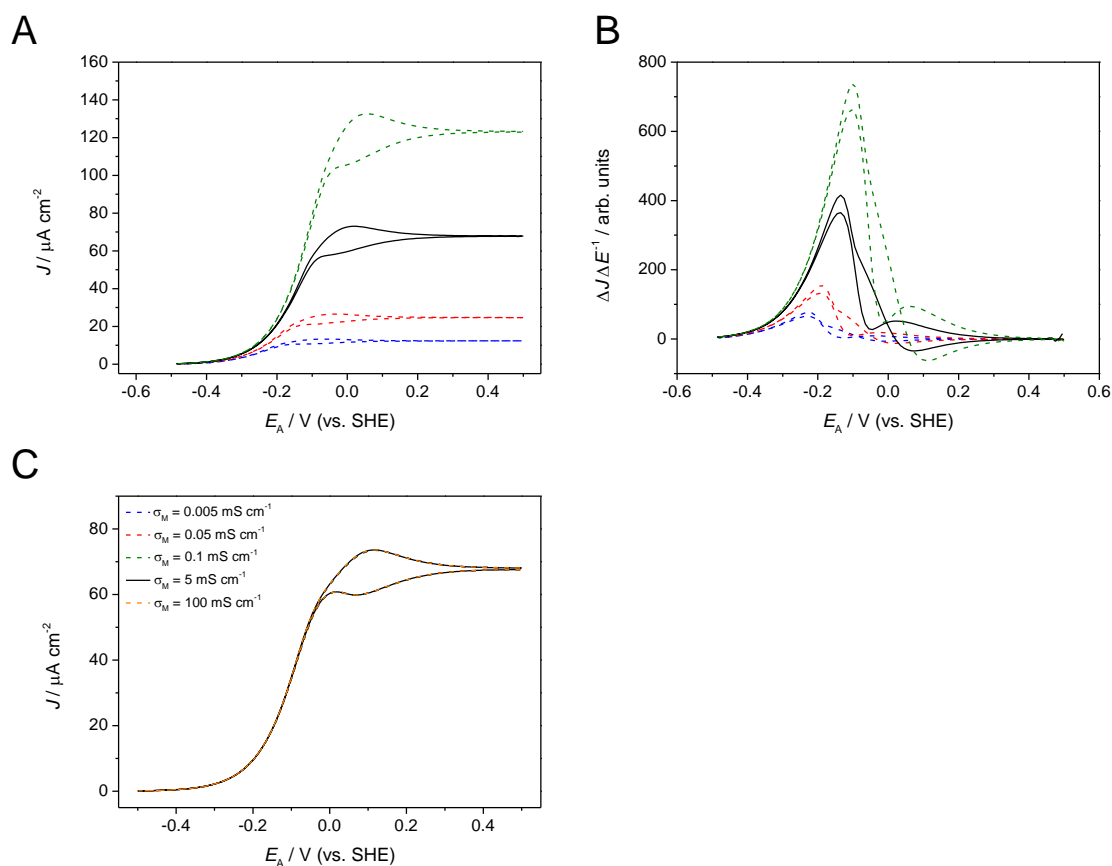 A
160
140
120
100
80
60
40
20
0
J / μA cm-2
-0.6 -0.4 -0.2 0.0 0.2 0.4
EA / V (vs. SHE)
B
800
600
400
200
0
ΔJ ΔE-1 / arb. units
-0.6 -0.4 -0.2 0.0 0.2 0.4 0.6
EA / V (vs. SHE)
C
80
60
40
20
0
J / μA cm-2
σM = 0.005 mS cm-1
σM = 0.05 mS cm-1
σM = 0.1 mS cm-1
σM = 5 mS cm-1
σM = 100 mS cm-1
-0.4 -0.2 0.0 0.2 0.4
EA / V (vs. SHE)